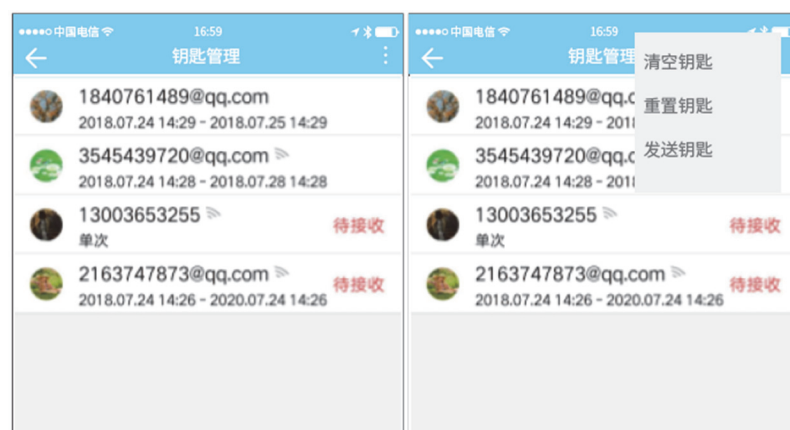 中国电信
16:59
钥匙管理
1840761489@qq.com
2018.07.24 14:29 - 2018.07.25 14:29
3545439720@qq.com
2018.07.24 14:28 - 2018.07.28 14:28
13003653255
待接收
单次
2163747873@qq.com
待接收
2018.07.24 14:26 - 2020.07.24 14:26
中国电信
16:59
钥匙管理
清空钥匙
重置钥匙
发送钥匙
1840761489@qq.c
2018.07.24 14:29 - 201
3545439720@qq.c
2018.07.24 14:28 - 201
13003653255
待接收
单次
2163747873@qq.com
待接收
2018.07.24 14:26 - 2020.07.24 14:26